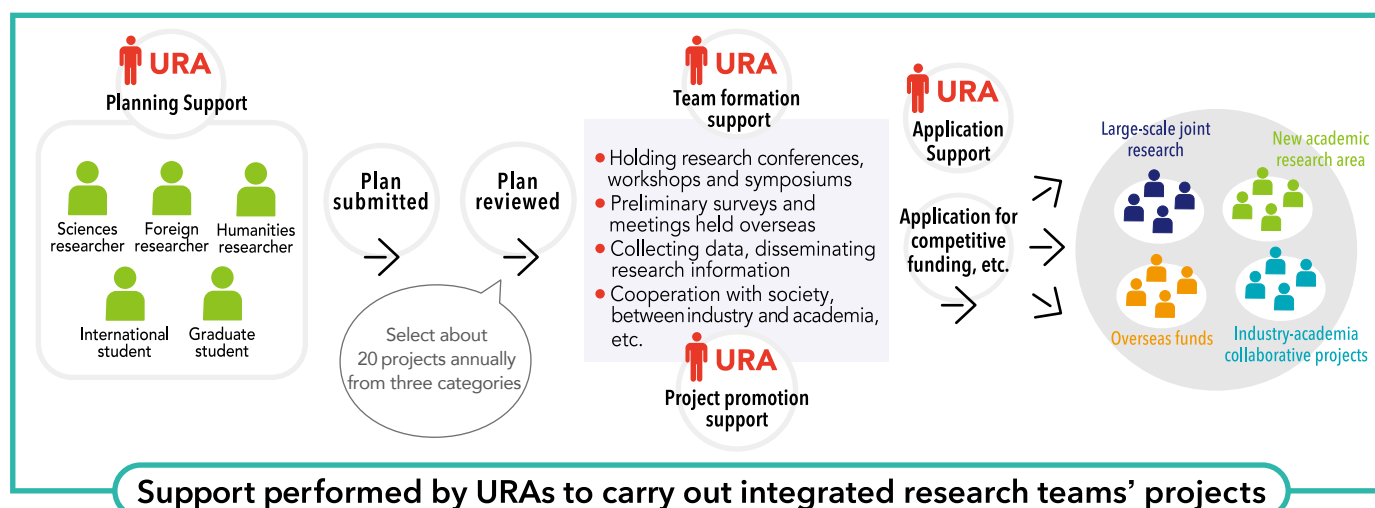 URA
Planning Support
Sciences
researcher
Foreign
researcher
Humanities
researcher
International
student
Graduate
student
Plan
submitted
Plan
reviewed
Select about
20 projects annually
from three categories
URA
Team formation
support
• Holding research conferences,
workshops and symposiums
• Preliminary surveys and
meetings held overseas
• Collecting data, disseminating
research information
• Cooperation with society,
between industry and academia,
etc.
URA
Project promotion
support
URA
Application
Support
Application for
competitive
funding, etc.
Large-scale joint
research
New academic
research area
Overseas funds
Industry-academia
collaborative projects
Support performed by URAs to carry out integrated research teams’ projects